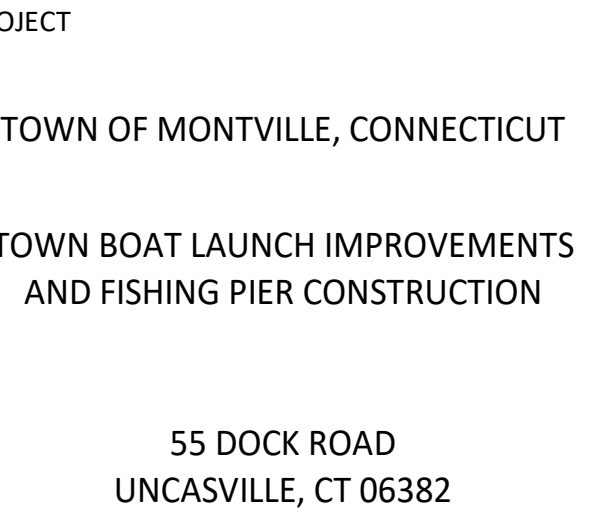 OJECT
TOWN OF MONTVILLE, CONNECTICUT
TOWN BOAT LAUNCH IMPROVEMENTS
AND FISHING PIER CONSTRUCTION
55 DOCK ROAD
UNCASVILLE, CT 06382